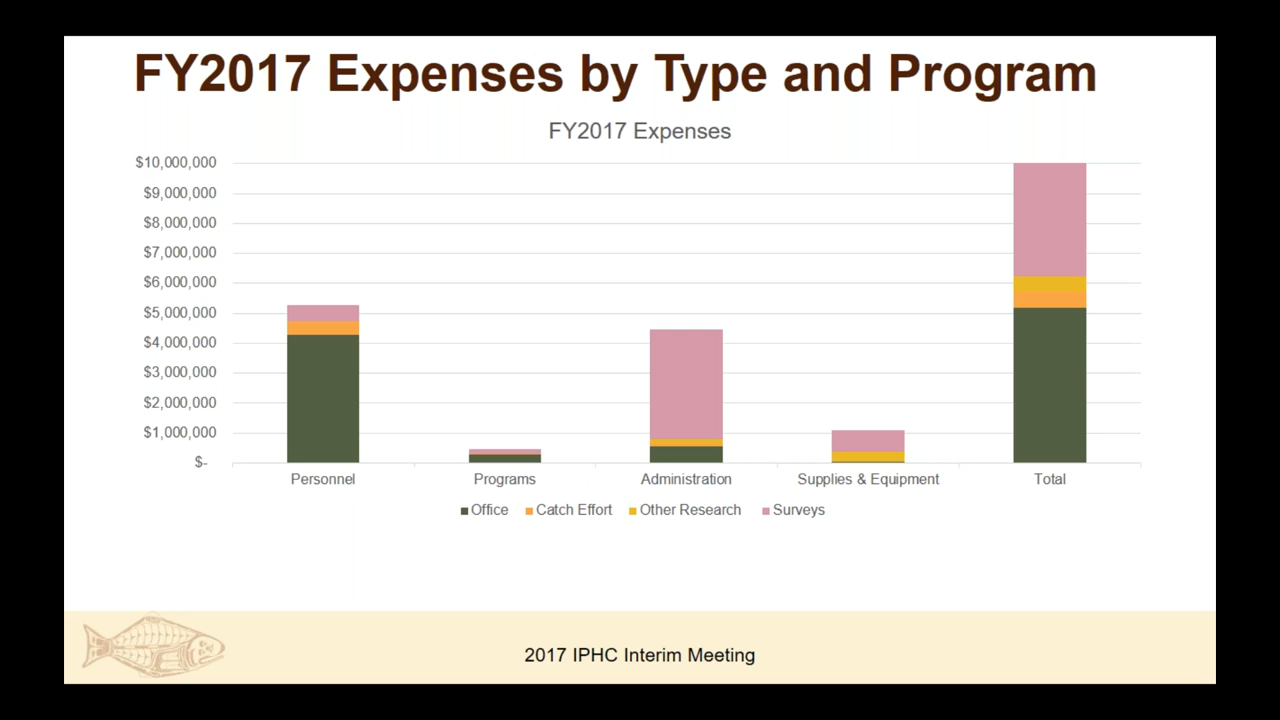 FY2017 Expenses by Type and Program
FY2017 Expenses
$10,000,000
$9,000,000
$8,000,000
$7,000,000
$6,000,000
$5,000,000
$4,000,000
$3,000,000
$2,000,000
$1,000,000
$-
Personnel Programs Administration Supplies & Equipment Total
Office Catch Effort Other Research Surveys
2017 IPHC Interim Meeting